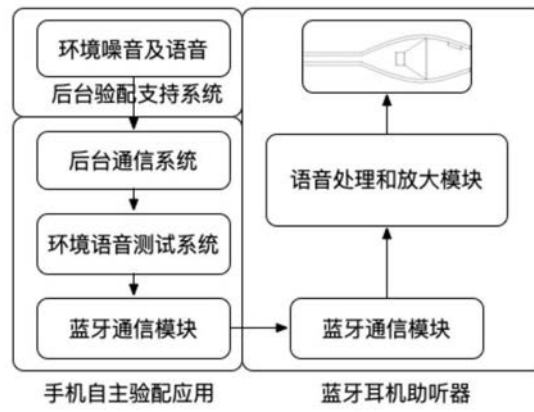 环境噪音及语音
后台验配支持系统
后台通信系统
环境语音测试系统
蓝牙通信模块
手机自主验配应用
语音处理和放大模块
蓝牙通信模块
蓝牙耳机助听器